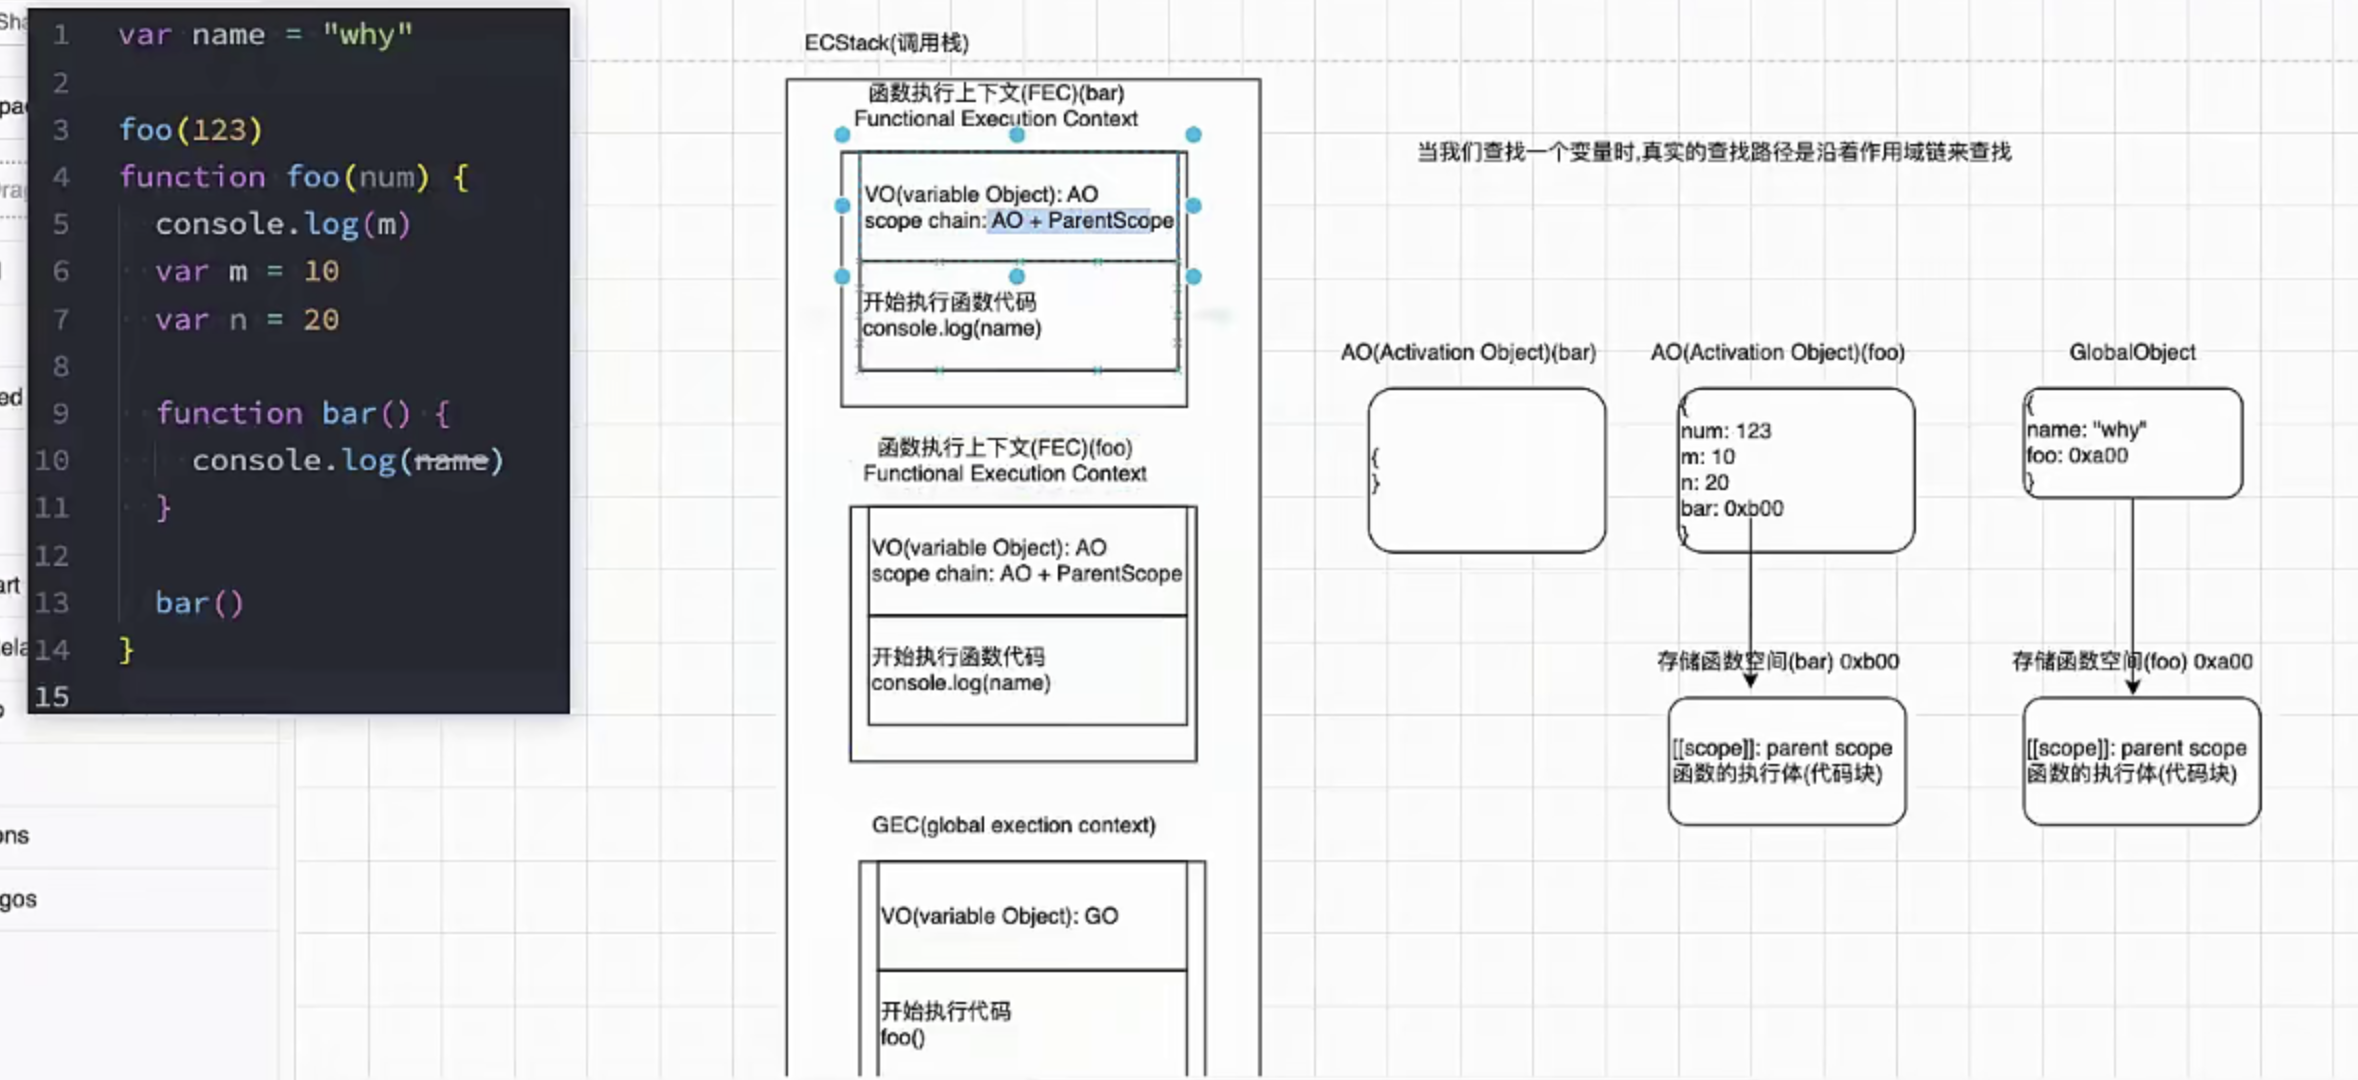 1 var name = "why"
2
3 foo(123)
4 function foo(num) {
5 console.log(m)
6 var m = 10
7 var n = 20
8
9 function bar() {
10 console.log(name)
11 }
12
13 bar()
14 }
15
ons
gos
ECStack(调用栈)
函数执行上下文(FEC)(bar)
Functional Execution Context
VO(variable Object): AO
scope chain: AO + ParentScope
开始执行函数代码
console.log(name)
函数执行上下文(FEC)(foo)
Functional Execution Context
VO(variable Object): AO
scope chain: AO + ParentScope
开始执行函数代码
console.log(name)
GEC(global exection context)
VO(variable Object): GO
开始执行代码
foo()
当我们查找一个变量时,真实的查找路径是沿着作用域链来查找
AO(Activation Object)(bar)
{
}
AO(Activation Object)(foo)
{
num: 123
m: 10
n: 20
bar: 0xb00
}
GlobalObject
{
name: "why"
foo: 0xa00
}
存储函数空间(bar) 0xb00
[[scope]]: parent scope
函数的执行体(代码块)
存储函数空间(foo) 0xa00
[[scope]]: parent scope
函数的执行体(代码块)